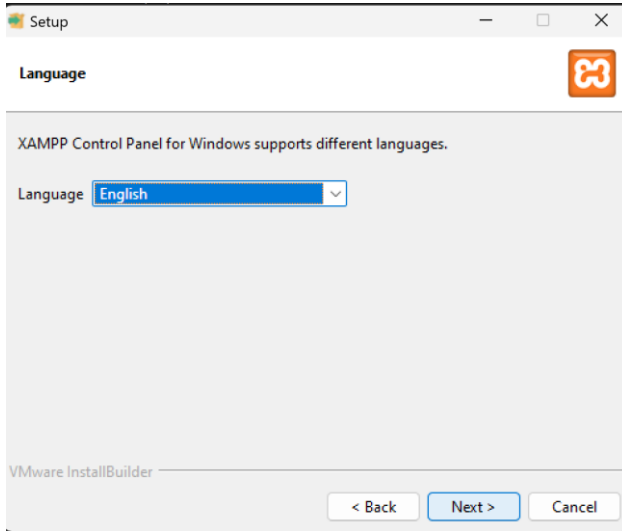 Setup
Language
XAMPP Control Panel for Windows supports different languages.
Language English
VMware InstallBuilder
< Back Next > Cancel